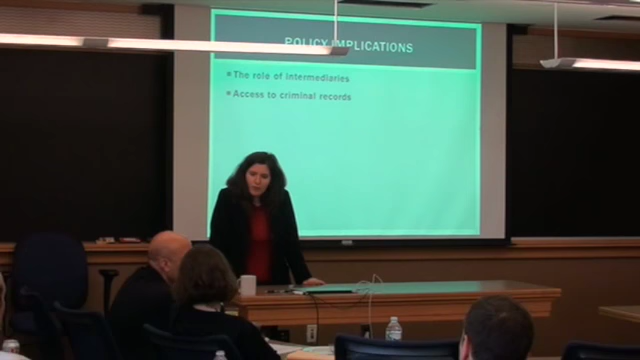 POLICY IMPLICATIONS
The role of Intermediaries
Access to criminal records